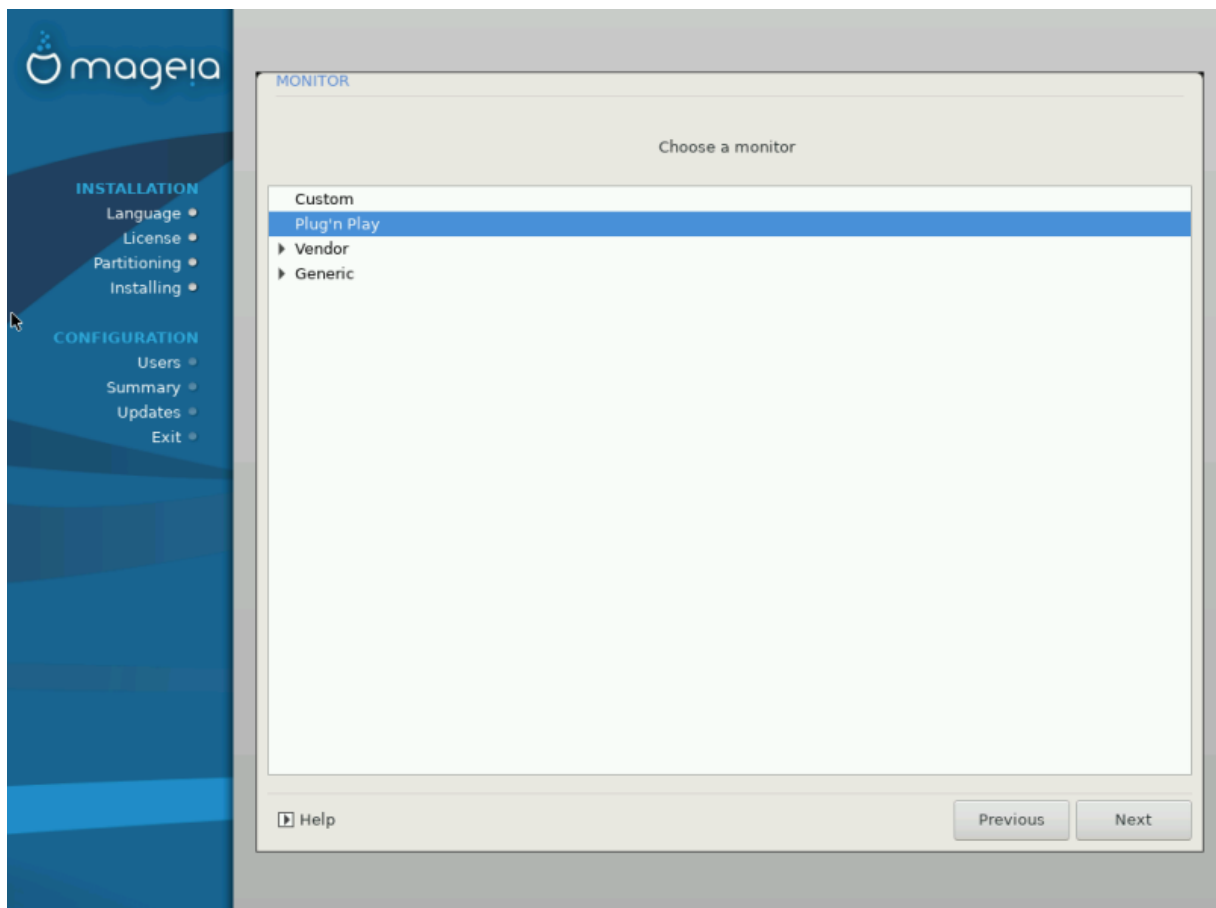 mageia
INSTALLATION
Language
License
Partitioning
Installing
CONFIGURATION
Users
Summary
Updates
Exit
MONITOR
Choose a monitor
Custom
Plug'n Play
Vendor
Generic
Help
Previous
Next